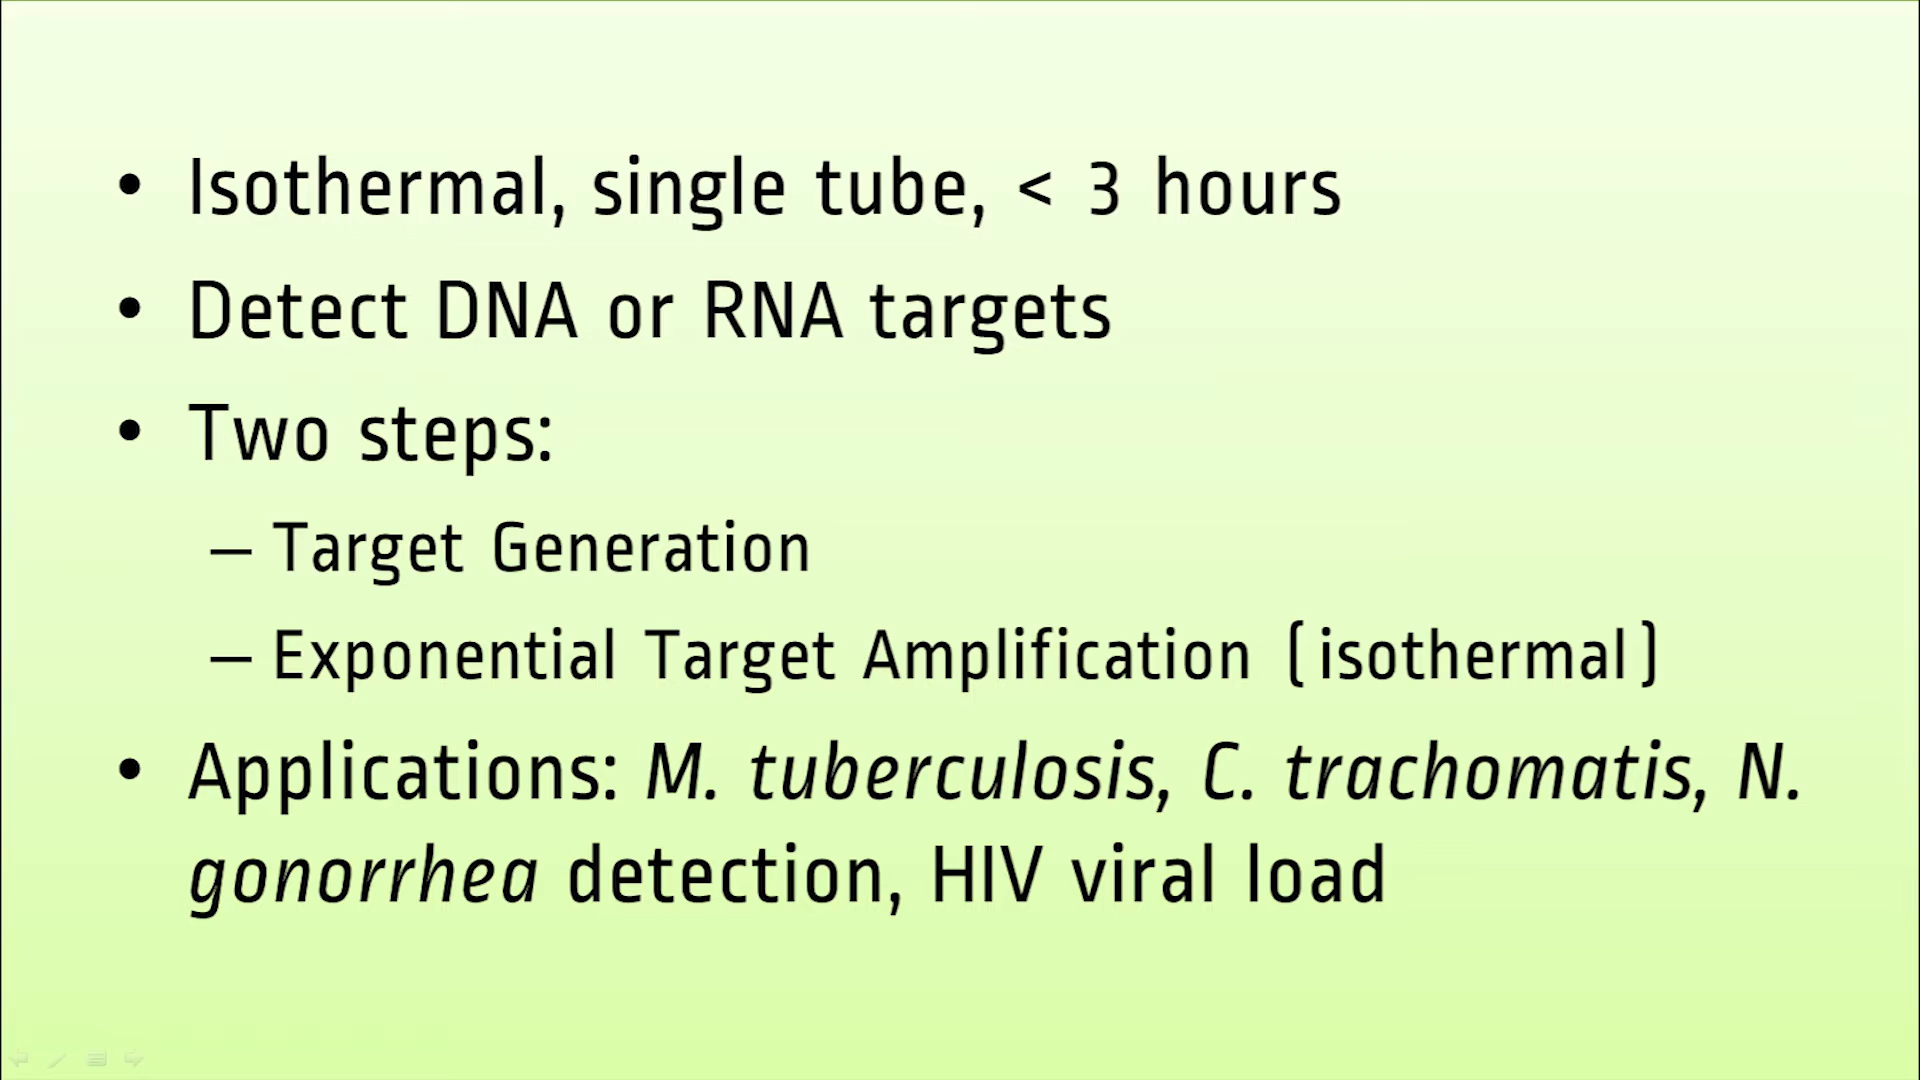 • Isothermal, single tube, < 3 hours
• Detect DNA or RNA targets
• Two steps:
– Target Generation
– Exponential Target Amplification (isothermal)
• Applications: M. tuberculosis, C. trachomatis, N.
gonorrhea detection, HIV viral load